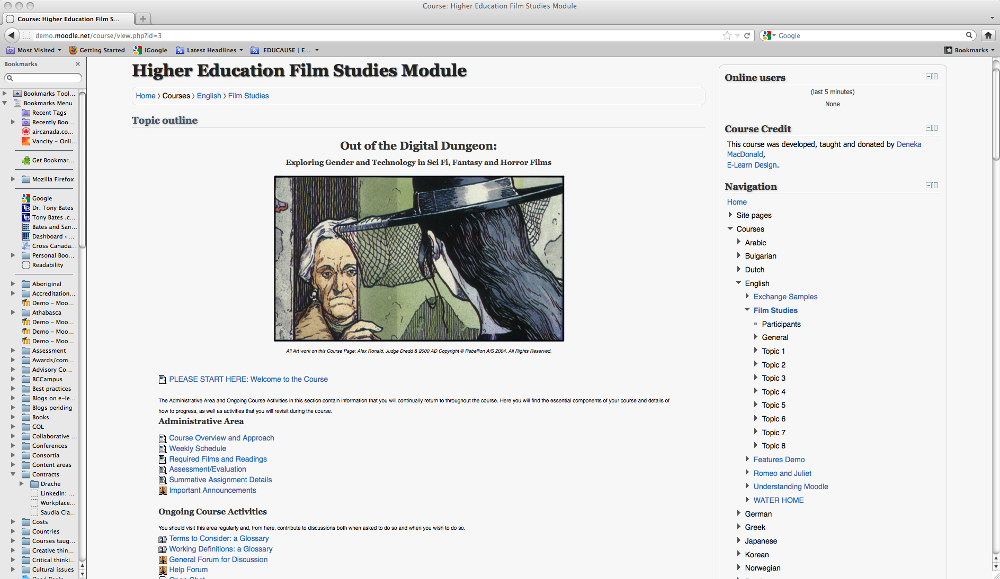 Course: Higher Education Film Studies Module
Course: Higher Education Film S...
demo.moodle.net/course/view.php?id=3
Google
Most Visited
Getting Started
iGoogle
Latest Headlines
EDUCAUSE | E...
Bookmarks
Bookmarks
Bookmarks Tool...
Bookmarks Menu
Recent Tags
Recently Boo...
aircanada.co...
Vancity – Onli...
Get Bookmar...
Mozilla Firefox
Google
Dr. Tony Bates
Tony Bates .c...
Bates and San...
Dashboard ‹ ...
Cross Canada...
Personal Boo...
Readability
Aboriginal
Accreditation...
Demo – Moo...
Athabasca
Demo – Moo...
Demo – Moo...
Demo – Moo...
Assessment
Awards/com...
Advisory Co...
BCCampus
Best practices
Blogs on e-le...
Blogs pending
Books
COL
Collaborative ...
Conferences
Consortia
Content areas
Contracts
Drache
LinkedIn: ...
Workplace...
Saudia Cla...
Costs
Countries
Courses taug...
Creative thin...
Critical thinki...
Cultural issues
Higher Education Film Studies Module
Home 〉 Courses 〉 English 〉 Film Studies
Topic outline
Out of the Digital Dungeon:
Exploring Gender and Technology in Sci Fi, Fantasy and Horror Films
All Art work on this Course Page: Alex Ronald, Judge Dredd & 2000 AD Copyright © Rebellion A/S 2004. All Rights Reserved.
PLEASE START HERE: Welcome to the Course
The Administrative Area and Ongoing Course Activities in this section contain information that you will continually return to throughout the course. Here you will find the essential components of your course and details of
how to progress, as well as activities that you will revisit during the course.
Administrative Area
Course Overview and Approach
Weekly Schedule
Required Films and Readings
Assessment/Evaluation
Summative Assignment Details
Important Announcements
Ongoing Course Activities
You should visit this area regularly and, from here, contribute to discussions both when asked to do so and when you wish to do so.
Terms to Consider: a Glossary
Working Definitions: a Glossary
General Forum for Discussion
Help Forum
Open Chat
Online users
(last 5 minutes)
None
Course Credit
This course was developed, taught and donated by Deneka
MacDonald,
E-Learn Design.
Navigation
Home
Site pages
Courses
Arabic
Bulgarian
Dutch
English
Exchange Samples
Film Studies
Participants
General
Topic 1
Topic 2
Topic 3
Topic 4
Topic 5
Topic 6
Topic 7
Topic 8
Features Demo
Romeo and Juliet
Understanding Moodle
WATER HOME
German
Greek
Japanese
Korean
Norwegian